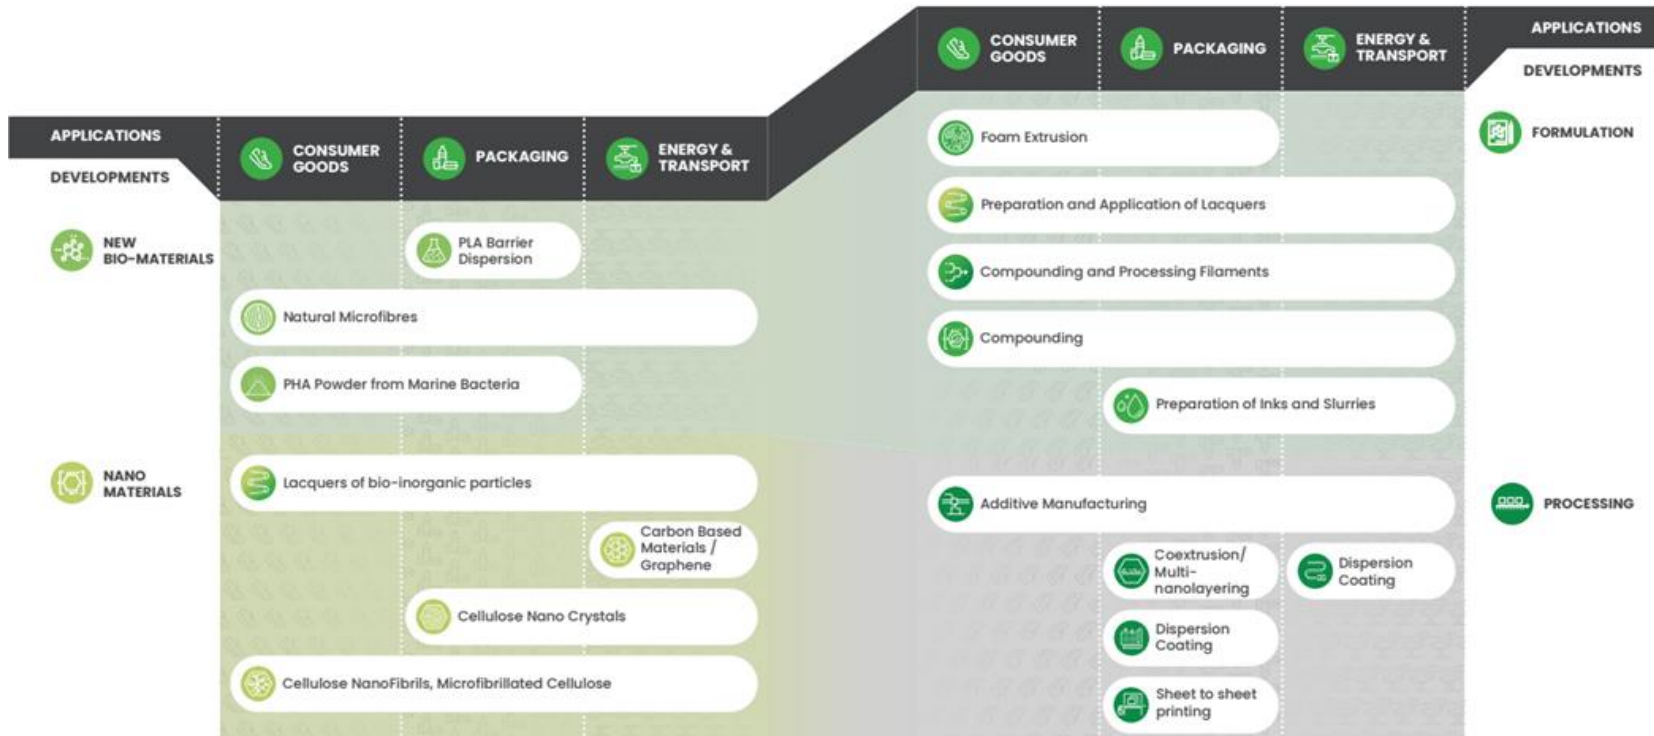 APPLICATIONS
DEVELOPMENTS
CONSUMER
GOODS
PACKAGING
ENERGY &
TRANSPORT
NEW
BIO-MATERIALS
PLA Barrier
Dispersion
Natural Microfibres
PHA Powder from Marine Bacteria
NANO
MATERIALS
Lacquers of bio-inorganic particles
Carbon Based
Materials /
Graphene
Cellulose Nano Crystals
Cellulose NanoFibrils, Microfibrillated Cellulose
CONSUMER
GOODS
PACKAGING
ENERGY &
TRANSPORT
APPLICATIONS
DEVELOPMENTS
Foam Extrusion
FORMULATION
Preparation and Application of Lacquers
Compounding and Processing Filaments
Compounding
Preparation of Inks and Slurries
Additive Manufacturing
PROCESSING
Coextrusion/
Multi-
nanolayering
Dispersion
Coating
Dispersion
Coating
Sheet to sheet
printing